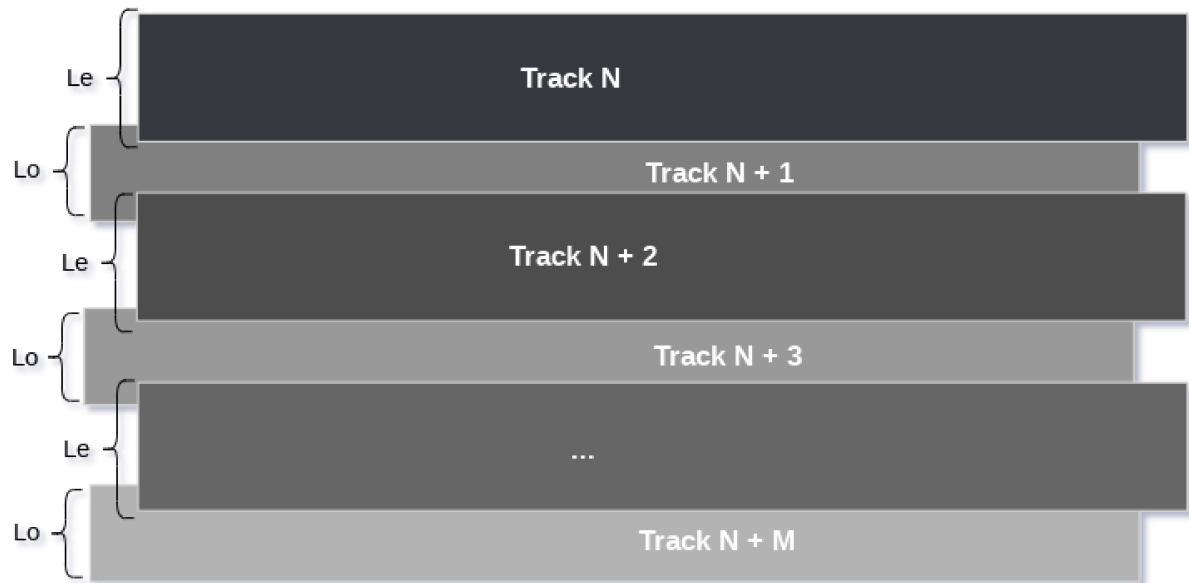 Le
Track N
Lo
Track N + 1
Le
Track N + 2
Lo
Track N + 3
Le
...
Lo
Track N + M